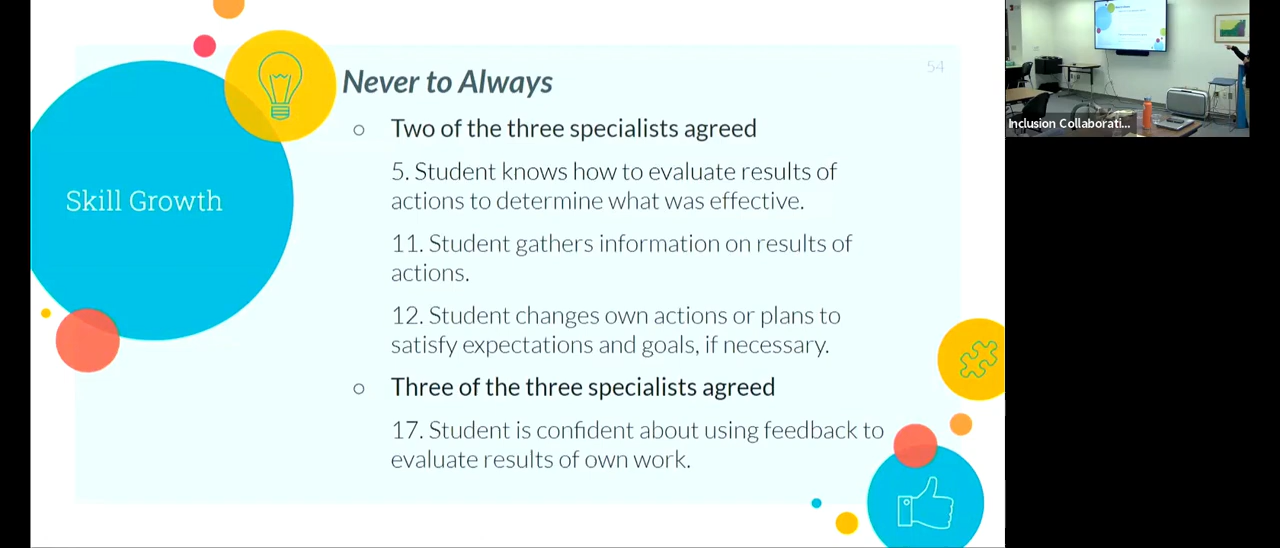 54
Never to Always
Two of the three specialists agreed
5. Student knows how to evaluate results of
actions to determine what was effective.
11. Student gathers information on results of
actions.
12. Student changes own actions or plans to
satisfy expectations and goals, if necessary.
Three of the three specialists agreed
17. Student is confident about using feedback to
evaluate results of own work.
Skill Growth
Inclusion Collaborati...